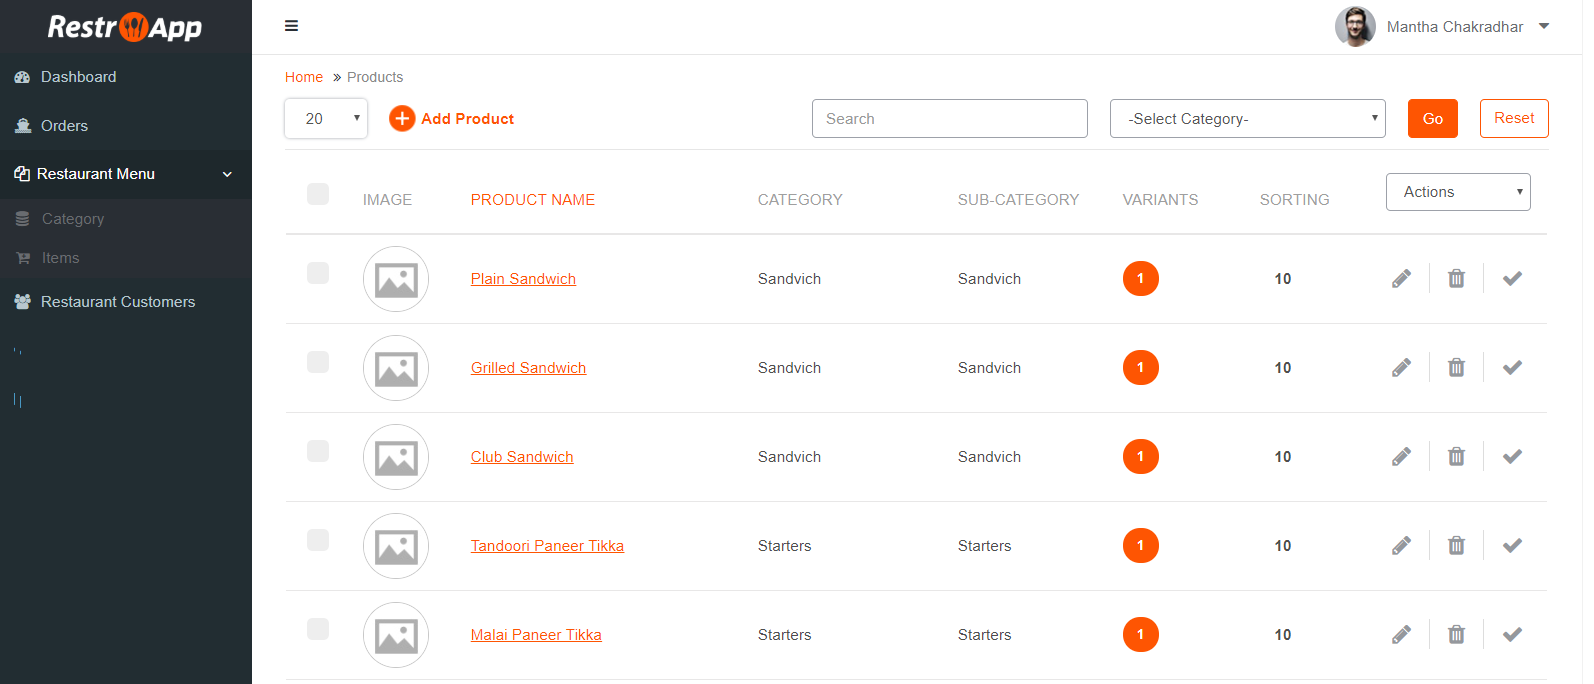 RestrOApp
Mantha Chakradhar
Dashboard
Orders
Restaurant Menu
Category
Items
Restaurant Customers
Home » Products
20
Add Product
Search
-Select Category-
Go
Reset
IMAGE PRODUCT NAME CATEGORY SUB-CATEGORY VARIANTS SORTING Actions
Plain Sandwich Sandvich Sandvich 1 10
Grilled Sandwich Sandvich Sandvich 1 10
Club Sandwich Sandvich Sandvich 1 10
Tandoori Paneer Tikka Starters Starters 1 10
Malai Paneer Tikka Starters Starters 1 10